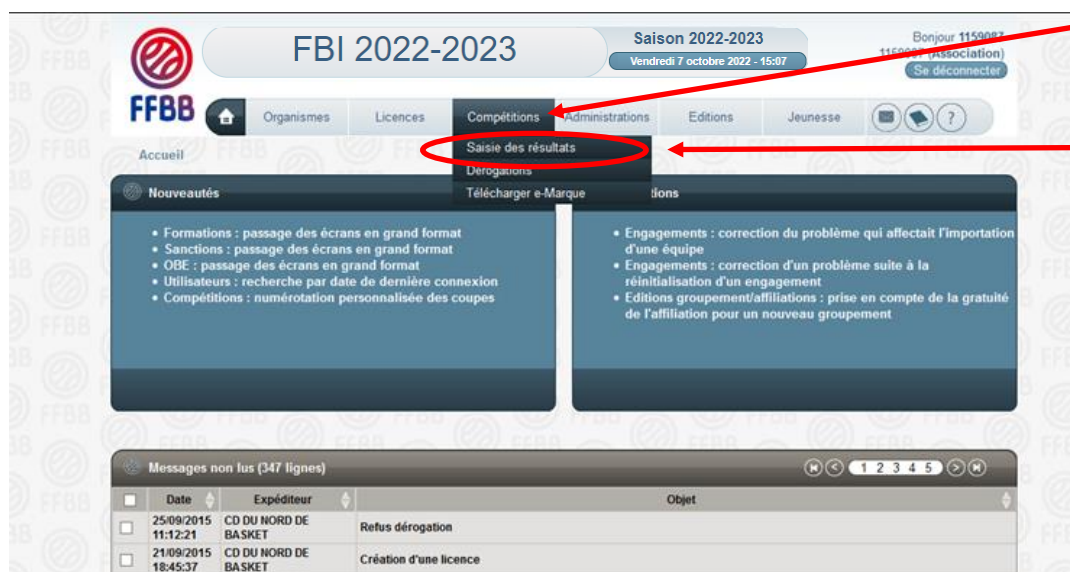 FBI 2022-2023
Saison 2022-2023
Vendredi 7 octobre 2022 - 15:07
Bonjour 1159087
1159087 (Association)
Se déconnecter
FFBB
Organismes
Licences
Compétitions
Administrations
Editions
Jeunesse
?
Accueil
Saisie des résultats
Dérogations
Télécharger e-Marque
Nouveautés
tions
• Formations : passage des écrans en grand format
• Sanctions : passage des écrans en grand format
• OBE : passage des écrans en grand format
• Utilisateurs : recherche par date de dernière connexion
• Compétitions : numérotation personnalisée des coupes
• Engagements : correction du problème qui affectait l'importation
d'une équipe
• Engagements : correction d'un problème suite à la
réinitialisation d'un engagement
• Editions groupement/affiliations : prise en compte de la gratuité
de l'affiliation pour un nouveau groupement
Messages non lus (347 lignes)
1 2 3 4 5
Date
Expéditeur
Objet
25/09/2015
11:12:21
CD DU NORD DE
BASKET
Refus dérogation
21/09/2015
18:45:37
CD DU NORD DE
BASKET
Création d'une licence